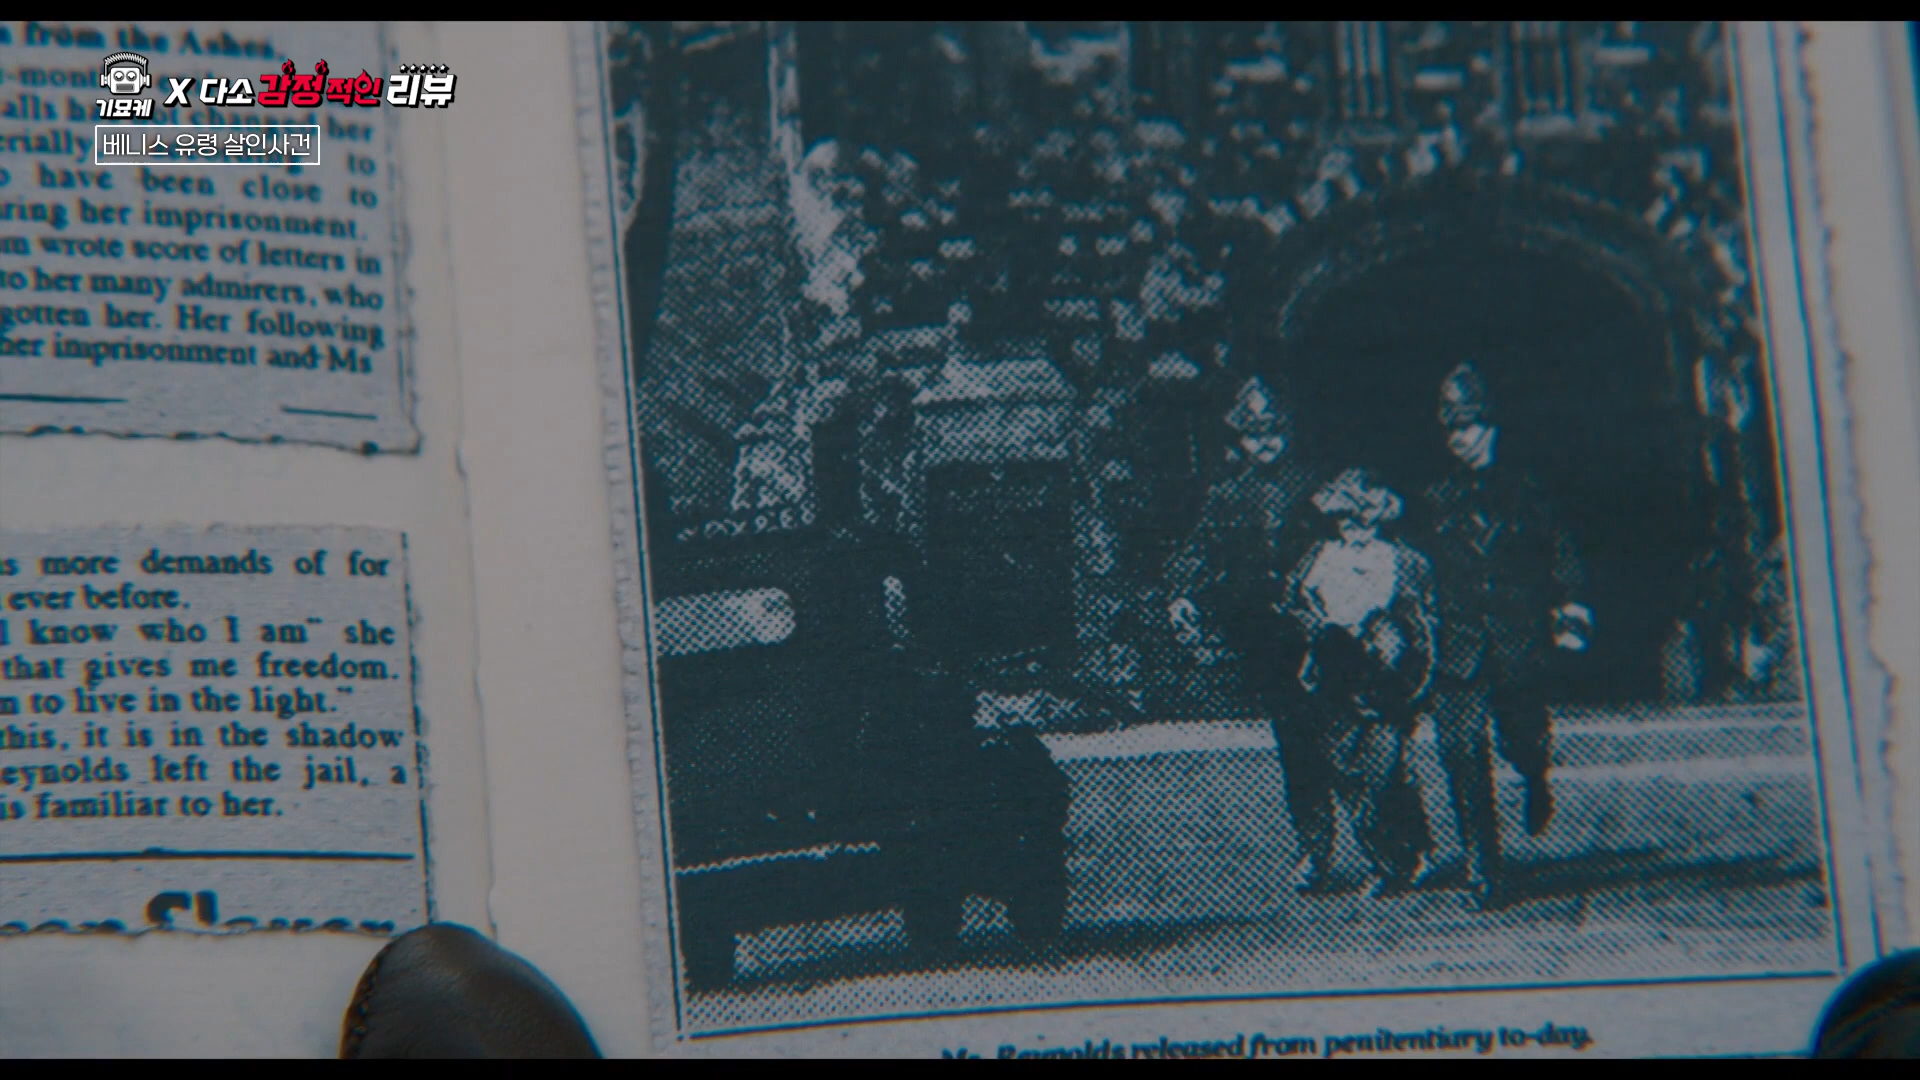 기묘케 X 다소 감정적인 리뷰
베니스 유령 살인사건
from the Ashes.
her
to
have been close to
her imprisonment.
wrote score of letters in
to her many admirers, who
her. Her following
her imprisonment and Ms
more demands of for
ever before.
I know who I am" she
that gives me freedom.
to live in the light."
this, it is in the shadow
left the jail, a
is familiar to her.
Reynolds released from penitentiary to-day.